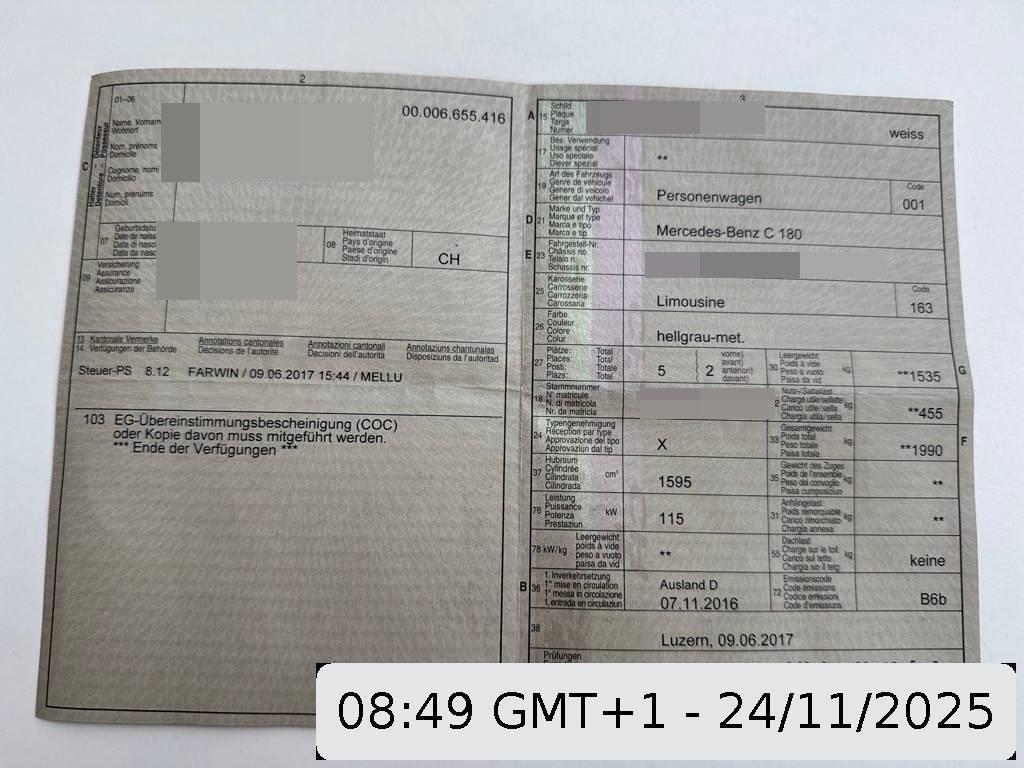 2
01–06
00.006.655.416
C
Halter
Détenteur
Detentore
Possessur
Name, Vornamen
Wohnort
Nom, prénoms
Domicile
Cognome, nomi
Domicilio
Num, prenums
Domicil
07
Geburtsdatum
Date de naiss
Data di nasc
Data da nasc
08
Heimatstaat
Pays d'origine
Paese d'origine
Stadi d'origin
CH
09
Versicherung
Assurance
Assicurazione
Assicuranza
13
14
Kantonale Vermerke
Verfügungen der Behörde
Annotations cantonales
Décisions de l'autorité
Annotazioni cantonali
Decisioni dell'autorità
Annotaziuns chantunalas
Disposiziuns da l'autoritad
Steuer-PS 8.12 FARWIN / 09.06.2017 15:44 / MELLU
103 EG-Übereinstimmungsbescheinigung (COC)
oder Kopie davon muss mitgeführt werden.
*** Ende der Verfügungen ***
3
A
15
Schild
Plaque
Targa
Numer
weiss
17
Bes. Verwendung
Usage spécial
Uso speciale
Diever spezial
**
19
Art des Fahrzeugs
Genre de véhicule
Genere di veicolo
Gener dal vehichel
Personenwagen
Code
001
D
21
Marke und Typ
Marque et type
Marca e tipo
Marca e tip
Mercedes-Benz C 180
E
23
Fahrgestell-Nr.
Châssis no
Telaio n.
Schassis nr.
25
Karosserie
Carrosserie
Carrozzeria
Carossaria
Limousine
Code
163
26
Farbe
Couleur
Colore
Colur
hellgrau-met.
27
Plätze: Total
Places: Total
Posti: Totale
Plazs: Total
5
2
vorne)
avant)
anteriori)
davant)
30
Leergewicht
Poids à vide
Peso a vuoto
Paisa da vid
kg
**1535
G
18
Stammnummer
N° matricule
N. di matricola
Nr. da matricla
Nutz-/Sattellast
Charge utile/sellette
Carico utile/sella
Chargia utila/sella
kg
**455
24
Typengenehmigung
Réception par type
Approvazione del tipo
Approvaziun dal tip
X
33
Gesamtgewicht
Poids total
Peso totale
Paisa totala
kg
**1990
F
37
Hubraum
Cylindrée
Cilindrata
Cilindrada
cm³
1595
35
Gewicht des Zuges
Poids de l'ensemble
Peso del convoglio
Paisa cumposiziun
kg
**
76
Leistung
Puissance
Potenza
Prestaziun
kW
115
31
Anhängelast
Poids remorquable
Carico rimorchiato
Chargia annexa
kg
**
78 kW/kg
Leergewicht
poids à vide
peso a vuoto
paisa da vid
**
55
Dachlast
Charge sur le toit
Carico sul tetto
Chargia sin il tetg
kg
keine
B
36
1. Inverkehrsetzung
1re mise en circulation
1a messa in circolazione
1. entrada en circulaziun
Ausland D
07.11.2016
72
Emissionscode
Code émissions
Codice emissioni
Code d'emissiuns
B6b
38
Luzern, 09.06.2017
Prüfungen
08:49 GMT+1 - 24/11/2025